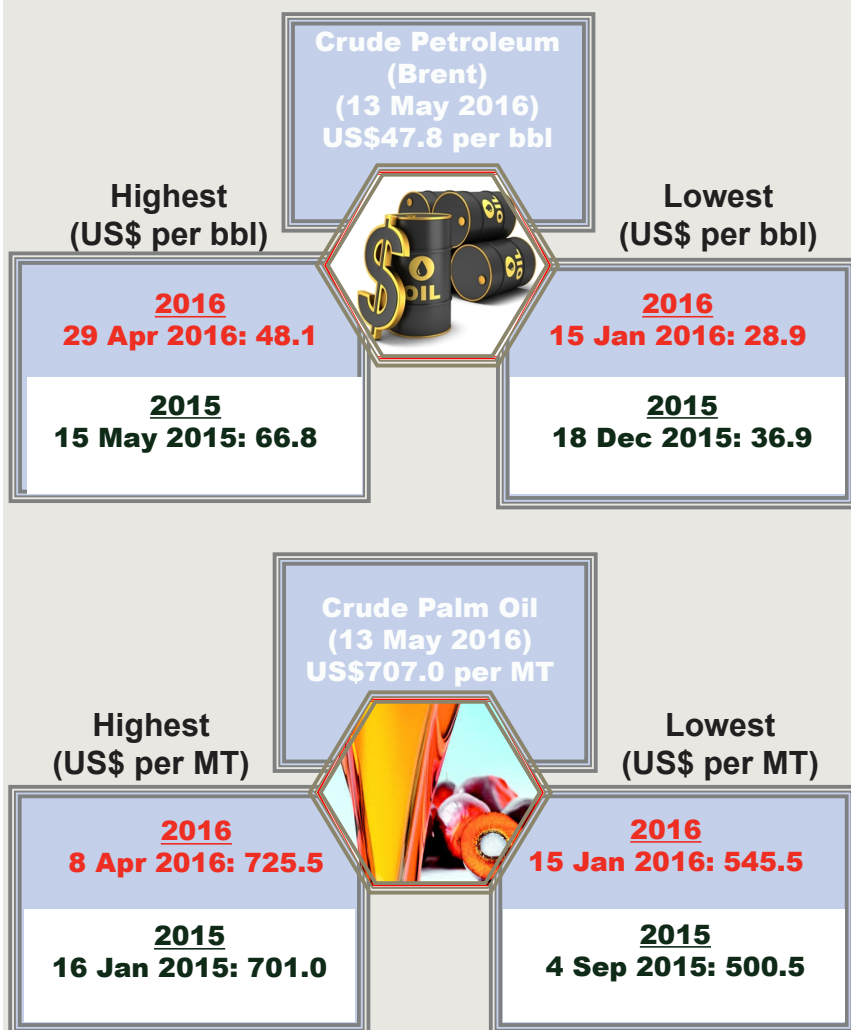 Crude Petroleum
(Brent)
(13 May 2016)
US$47.8 per bbl
Highest
(US$ per bbl)
2016
29 Apr 2016: 48.1
2015
15 May 2015: 66.8
OIL
OIL
OIL
Lowest
(US$ per bbl)
2016
15 Jan 2016: 28.9
2015
18 Dec 2015: 36.9
Crude Palm Oil
(13 May 2016)
US$707.0 per MT
Highest
(US$ per MT)
2016
8 Apr 2016: 725.5
2015
16 Jan 2015: 701.0
Lowest
(US$ per MT)
2016
15 Jan 2016: 545.5
2015
4 Sep 2015: 500.5